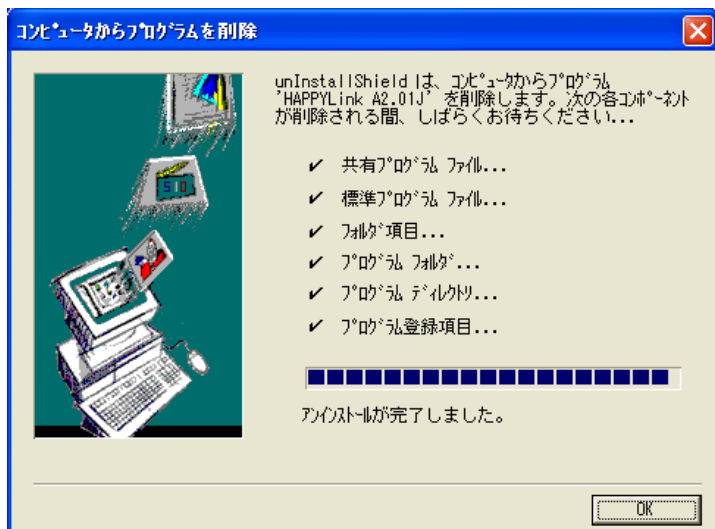 ｺﾝﾋﾟｭｰﾀからﾌﾟﾛｸﾞﾗﾑを削除
unInstallShield は、ｺﾝﾋﾟｭｰﾀからﾌﾟﾛｸﾞﾗﾑ
'HAPPYLink A2.01J' を削除します。次の各ｺﾝﾎﾟｰﾈﾝﾄ
が削除される間、しばらくお待ちください...
✔ 共有ﾌﾟﾛｸﾞﾗﾑ ﾌｧｲﾙ...
✔ 標準ﾌﾟﾛｸﾞﾗﾑ ﾌｧｲﾙ...
✔ ﾌｫﾙﾀﾞ項目...
✔ ﾌﾟﾛｸﾞﾗﾑ ﾌｫﾙﾀﾞ...
✔ ﾌﾟﾛｸﾞﾗﾑ ﾃﾞｨﾚｸﾄﾘ...
✔ ﾌﾟﾛｸﾞﾗﾑ登録項目...
ｱﾝｲﾝｽﾄｰﾙが完了しました。
OK